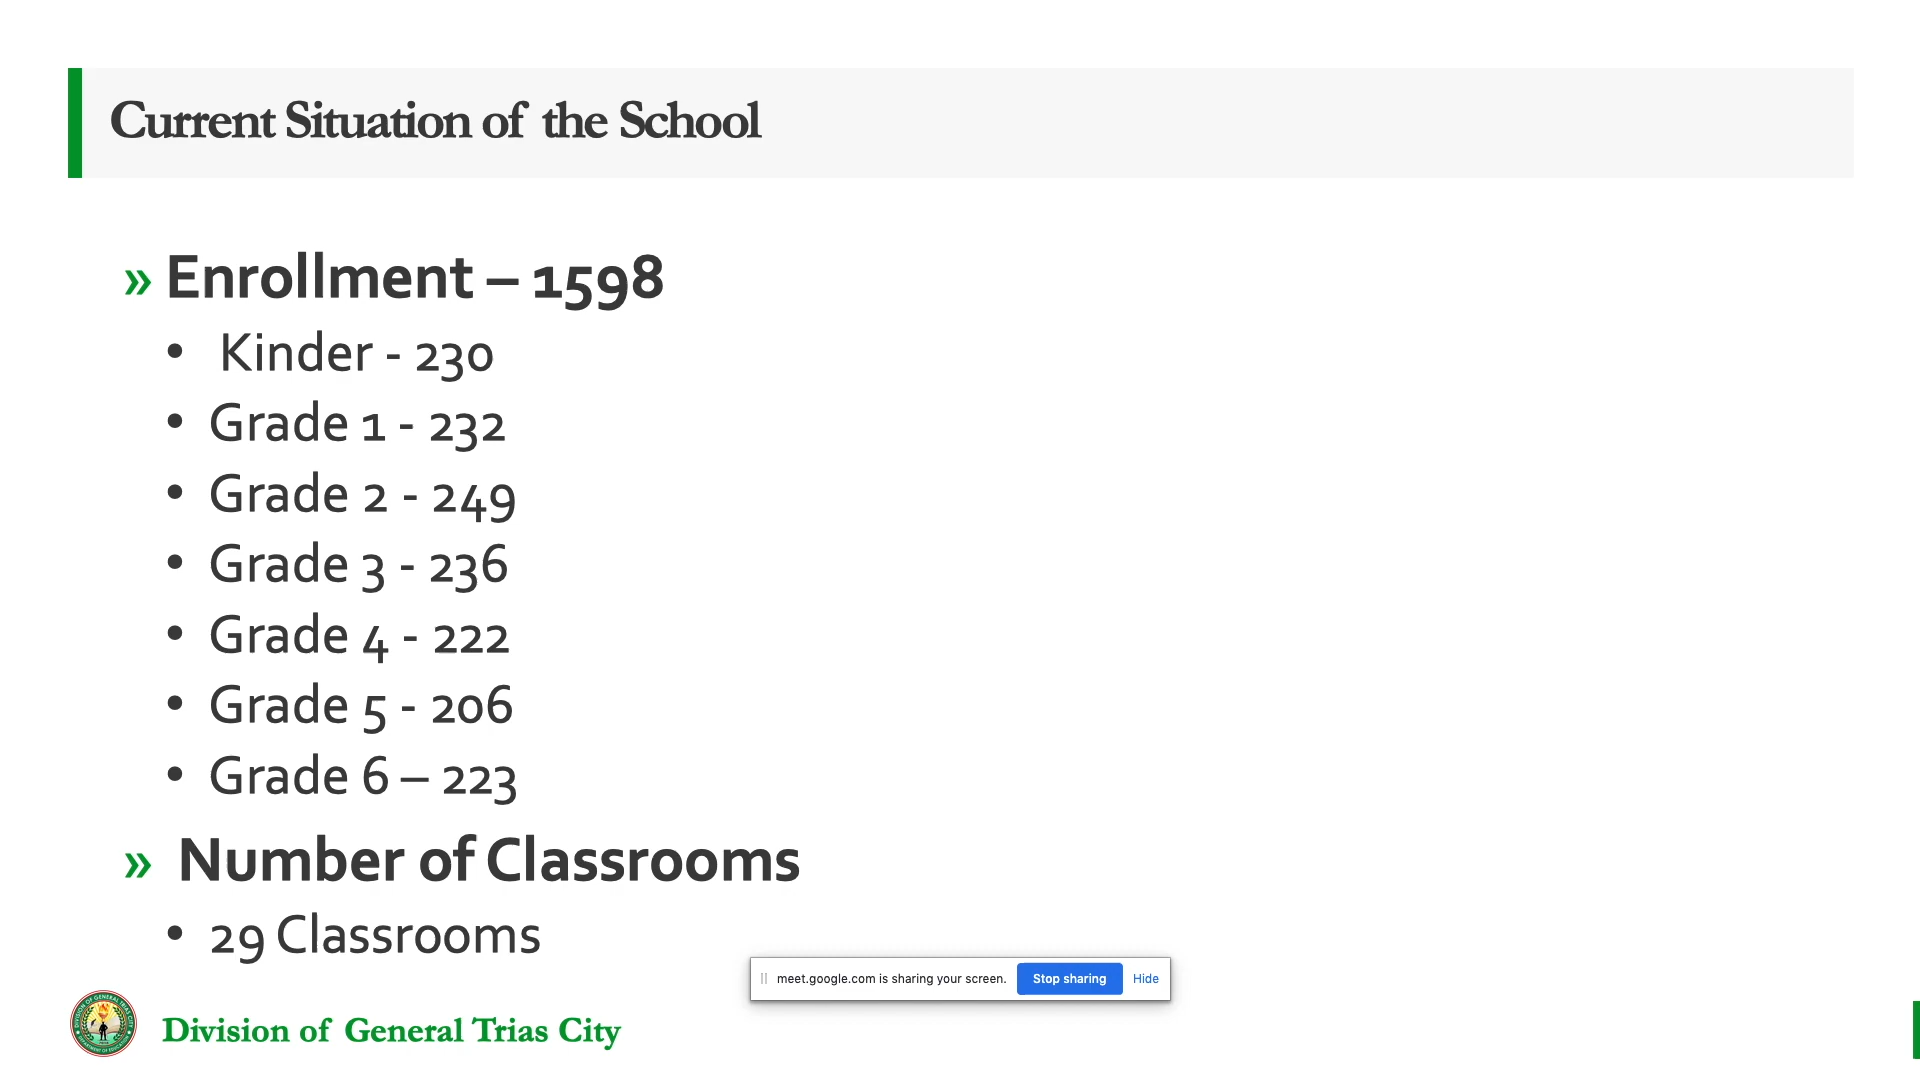 Current Situation of the School
» Enrollment – 1598
• Kinder - 230
• Grade 1 - 232
• Grade 2 - 249
• Grade 3 - 236
• Grade 4 - 222
• Grade 5 - 206
• Grade 6 – 223
» Number of Classrooms
• 29 Classrooms
meet.google.com is sharing your screen. Stop sharing Hide
Division of General Trias City